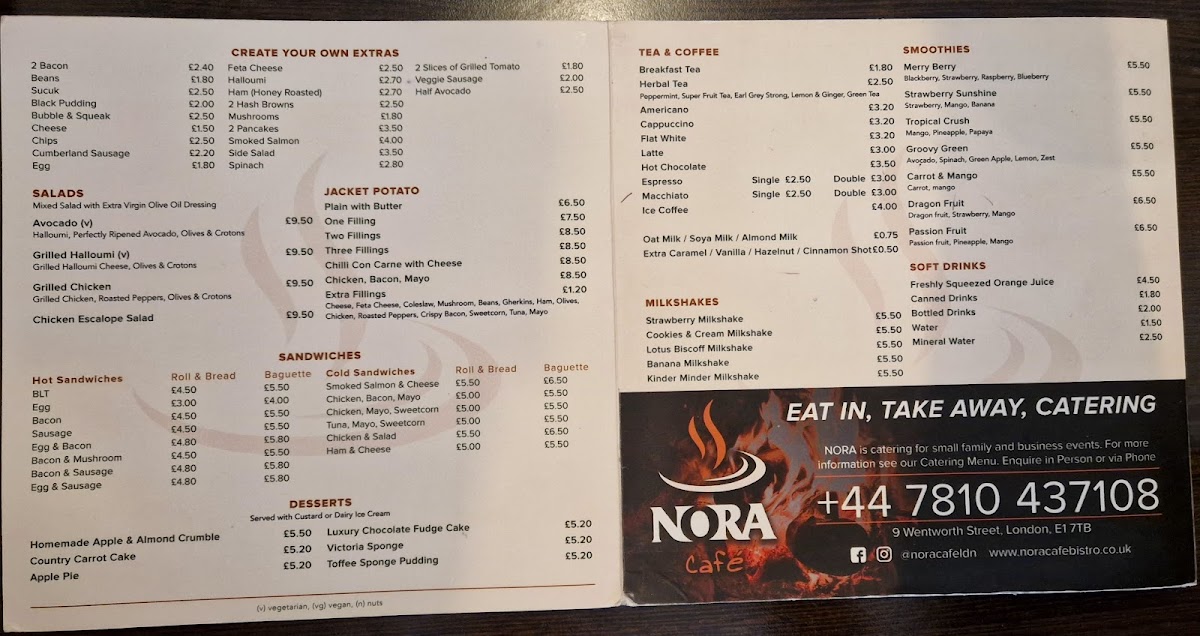 CREATE YOUR OWN EXTRAS
2 Bacon £2.40
Beans £1.80
Sucuk £2.50
Black Pudding £2.00
Bubble & Squeak £2.50
Cheese £1.50
Chips £2.50
Cumberland Sausage £2.20
Egg £1.80
Feta Cheese £2.50
Halloumi £2.70
Ham (Honey Roasted) £2.70
2 Hash Browns £2.50
Mushrooms £1.80
2 Pancakes £3.50
Smoked Salmon £4.00
Side Salad £3.50
Spinach £2.80
2 Slices of Grilled Tomato £1.80
Veggie Sausage £2.00
Half Avocado £2.50
SALADS
Mixed Salad with Extra Virgin Olive Oil Dressing
Avocado (v) £9.50
Halloumi, Perfectly Ripened Avocado, Olives & Crotons
Grilled Halloumi (v) £9.50
Grilled Halloumi Cheese, Olives & Crotons
Grilled Chicken £9.50
Grilled Chicken, Roasted Peppers, Olives & Crotons
Chicken Escalope Salad £9.50
JACKET POTATO
Plain with Butter £6.50
One Filling £7.50
Two Fillings £8.50
Three Fillings £8.50
Chilli Con Carne with Cheese £8.50
Chicken, Bacon, Mayo £8.50
Extra Fillings £1.20
Cheese, Feta Cheese, Coleslaw, Mushroom, Beans, Gherkins, Ham, Olives,
Chicken, Roasted Peppers, Crispy Bacon, Sweetcorn, Tuna, Mayo
SANDWICHES
Hot Sandwiches Roll & Bread Baguette
BLT £4.50 £5.50
Egg £3.00 £4.00
Bacon £4.50 £5.50
Sausage £4.50 £5.50
Egg & Bacon £4.80 £5.80
Bacon & Mushroom £4.50 £5.50
Bacon & Sausage £4.80 £5.80
Egg & Sausage £4.80 £5.80
Cold Sandwiches Roll & Bread Baguette
Smoked Salmon & Cheese £5.50 £6.50
Chicken, Bacon, Mayo £5.00 £5.50
Chicken, Mayo, Sweetcorn £5.00 £5.50
Tuna, Mayo, Sweetcorn £5.00 £5.50
Chicken & Salad £5.50 £6.50
Ham & Cheese £5.00 £5.50
DESSERTS
Served with Custard or Dairy Ice Cream
Homemade Apple & Almond Crumble £5.50
Country Carrot Cake £5.20
Apple Pie £5.20
Luxury Chocolate Fudge Cake £5.20
Victoria Sponge £5.20
Toffee Sponge Pudding £5.20
(v) vegetarian, (vg) vegan, (n) nuts
TEA & COFFEE
Breakfast Tea £1.80
Herbal Tea £2.50
Peppermint, Super Fruit Tea, Earl Grey Strong, Lemon & Ginger, Green Tea
Americano £3.20
Cappuccino £3.20
Flat White £3.20
Latte £3.00
Hot Chocolate £3.50
Espresso Single £2.50 Double £3.00
Macchiato Single £2.50 Double £3.00
Ice Coffee £4.00
Oat Milk / Soya Milk / Almond Milk £0.75
Extra Caramel / Vanilla / Hazelnut / Cinnamon Shot £0.50
MILKSHAKES
Strawberry Milkshake £5.50
Cookies & Cream Milkshake £5.50
Lotus Biscoff Milkshake £5.50
Banana Milkshake £5.50
Kinder Minder Milkshake £5.50
SMOOTHIES
Merry Berry £5.50
Blackberry, Strawberry, Raspberry, Blueberry
Strawberry Sunshine £5.50
Strawberry, Mango, Banana
Tropical Crush £5.50
Mango, Pineapple, Papaya
Groovy Green £5.50
Avocado, Spinach, Green Apple, Lemon, Zest
Carrot & Mango £5.50
Carrot, mango
Dragon Fruit £6.50
Dragon fruit, Strawberry, Mango
Passion Fruit £6.50
Passion fruit, Pineapple, Mango
SOFT DRINKS
Freshly Squeezed Orange Juice £4.50
Canned Drinks £1.80
Bottled Drinks £2.00
Water £1.50
Mineral Water £2.50
EAT IN, TAKE AWAY, CATERING
NORA is catering for small family and business events. For more
information see our Catering Menu. Enquire in Person or via Phone
+44 7810 437108
9 Wentworth Street, London, E1 7TB
@noracafeldn www.noracafebistro.co.uk
NORA
Café